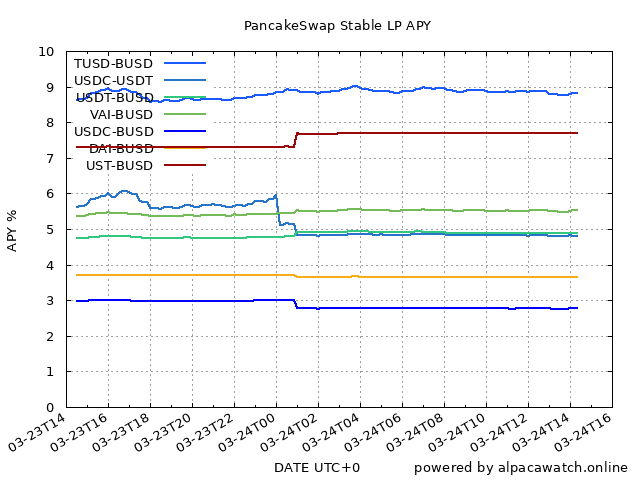 PancakeSwap Stable LP APY
10
9
8
7
6
5
4
3
2
1
0
APY %
TUSD-BUSD
USDC-USDT
USDT-BUSD
VAI-BUSD
USDC-BUSD
DAI-BUSD
UST-BUSD
03-23T14
03-23T16
03-23T18
03-23T20
03-23T22
03-24T00
03-24T02
03-24T04
03-24T06
03-24T08
03-24T10
03-24T12
03-24T14
03-24T16
DATE UTC+0
powered by alpacawatch.online